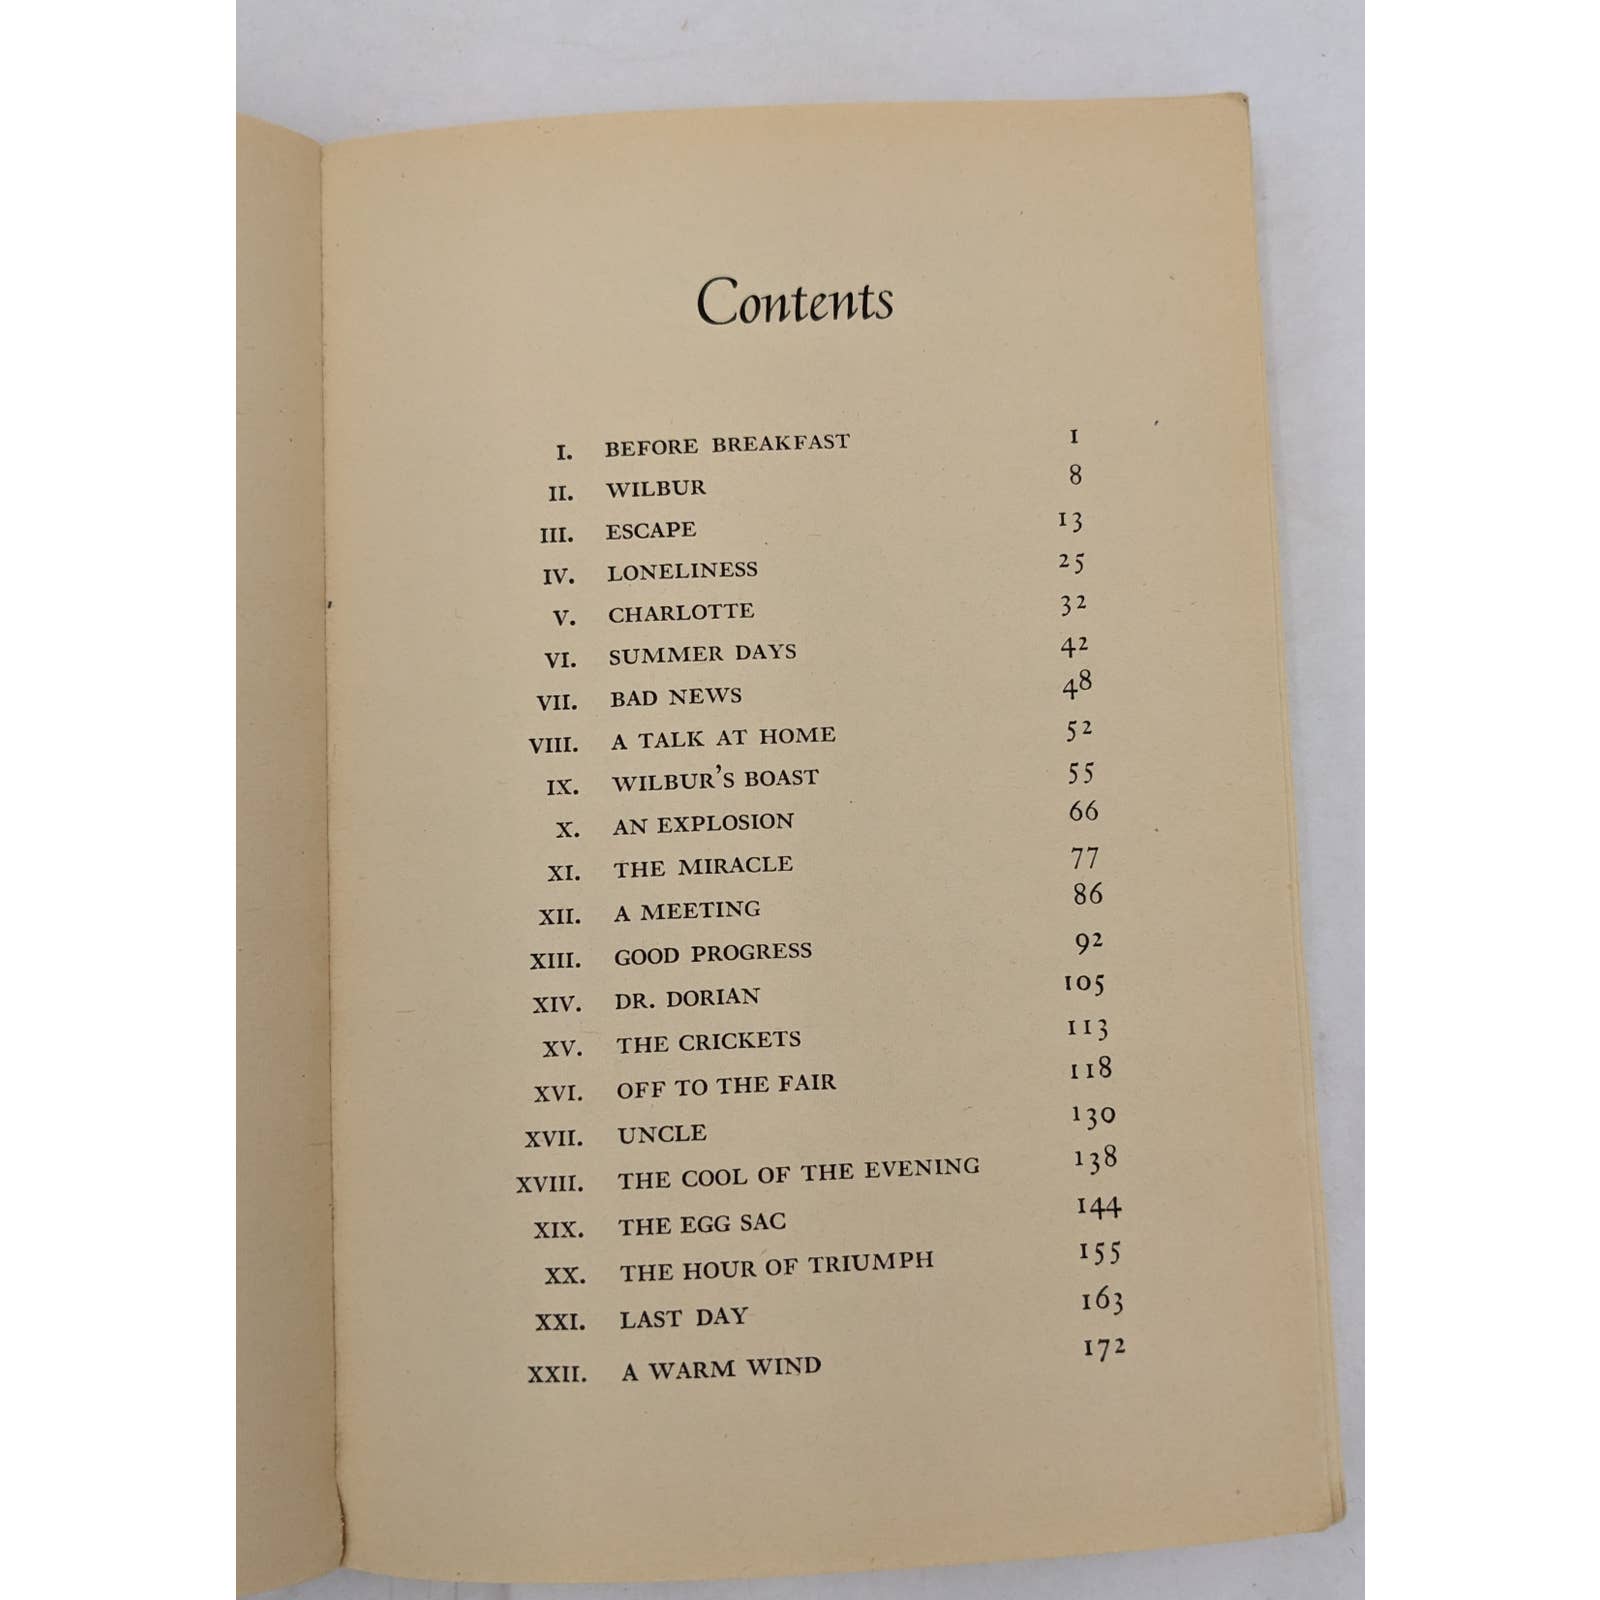 Contents
I. BEFORE BREAKFAST 1
II. WILBUR 8
III. ESCAPE 13
IV. LONELINESS 25
V. CHARLOTTE 32
VI. SUMMER DAYS 42
VII. BAD NEWS 48
VIII. A TALK AT HOME 52
IX. WILBUR'S BOAST 55
X. AN EXPLOSION 66
XI. THE MIRACLE 77
XII. A MEETING 86
XIII. GOOD PROGRESS 92
XIV. DR. DORIAN 105
XV. THE CRICKETS 113
XVI. OFF TO THE FAIR 118
XVII. UNCLE 130
XVIII. THE COOL OF THE EVENING 138
XIX. THE EGG SAC 144
XX. THE HOUR OF TRIUMPH 155
XXI. LAST DAY 163
XXII. A WARM WIND 172